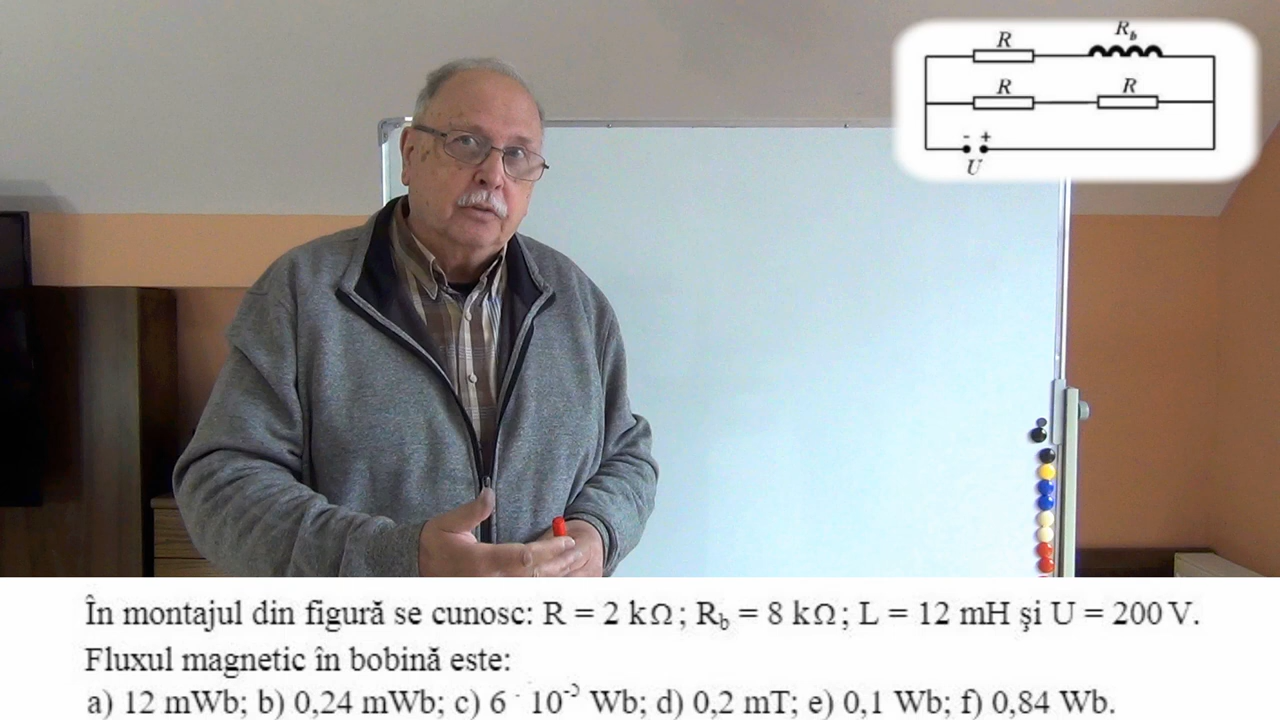 R R_b
R R
- +
U
În montajul din figură se cunosc: R = 2 kΩ ; R_b = 8 kΩ ; L = 12 mH şi U = 200 V.
Fluxul magnetic în bobină este:
a) 12 mWb; b) 0,24 mWb; c) 6 · 10⁻⁵ Wb; d) 0,2 mT; e) 0,1 Wb; f) 0,84 Wb.